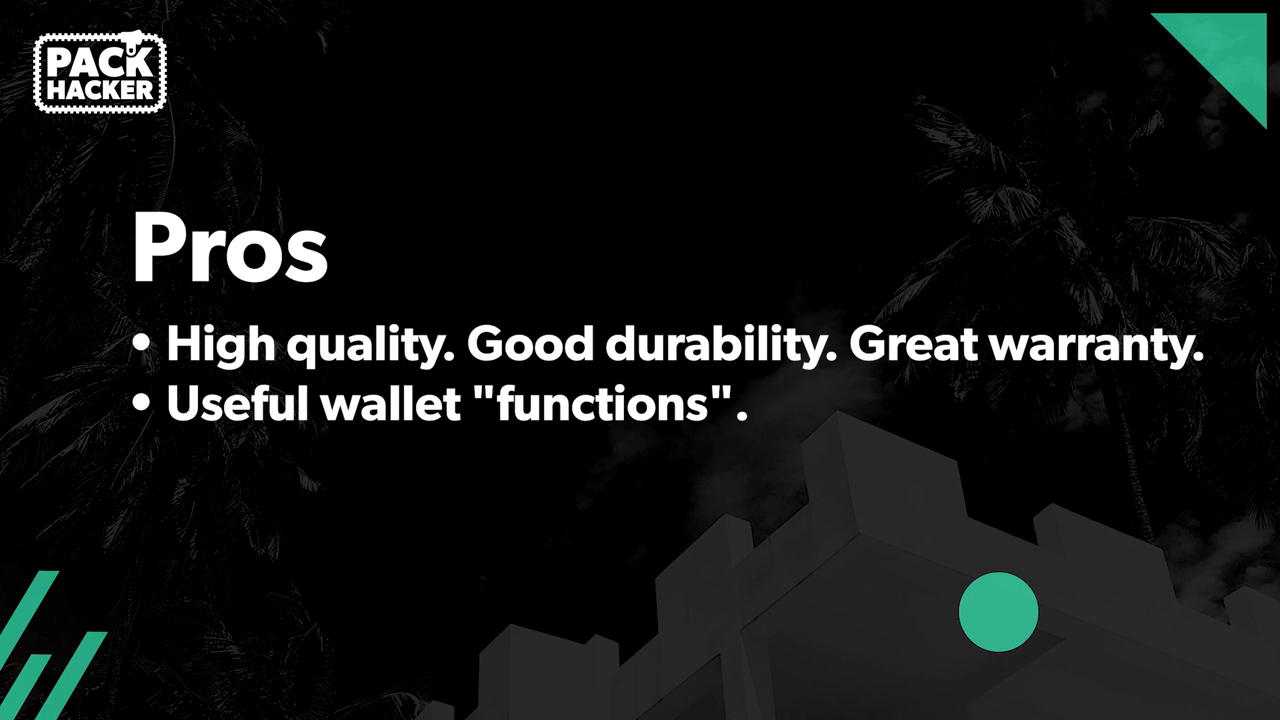 PACK
HACKER
Pros
• High quality. Good durability. Great warranty.
• Useful wallet "functions".